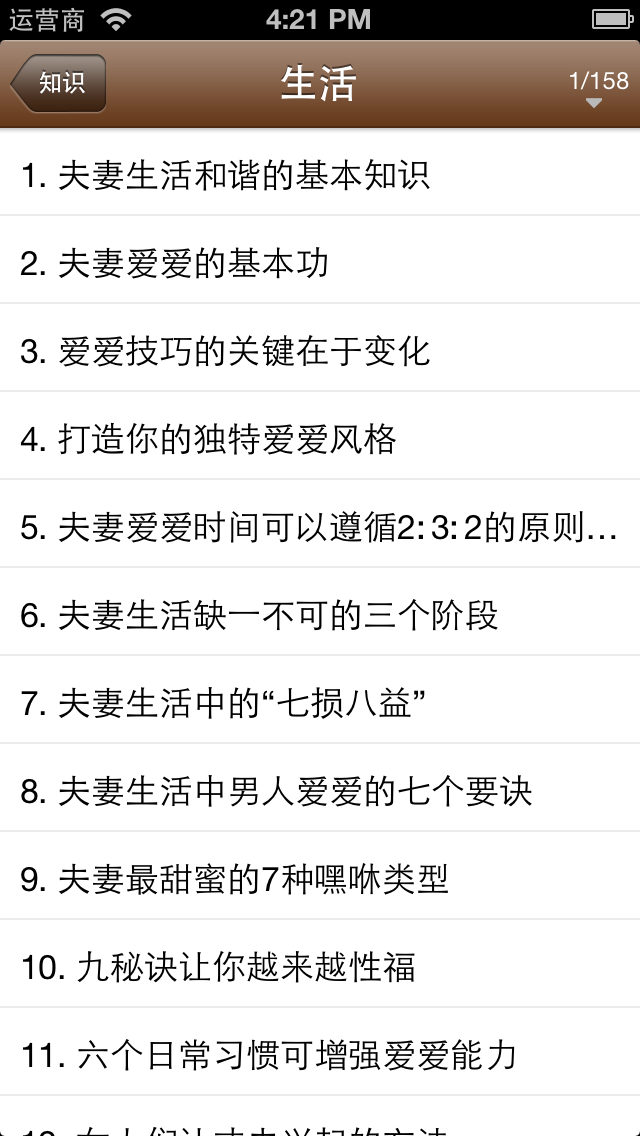 运营商 4:21 PM
知识 生活 1/158
1. 夫妻生活和谐的基本知识
2. 夫妻爱爱的基本功
3. 爱爱技巧的关键在于变化
4. 打造你的独特爱爱风格
5. 夫妻爱爱时间可以遵循2:3:2的原则...
6. 夫妻生活缺一不可的三个阶段
7. 夫妻生活中的“七损八益”
8. 夫妻生活中男人爱爱的七个要诀
9. 夫妻最甜蜜的7种嘿咻类型
10. 九秘诀让你越来越性福
11. 六个日常习惯可增强爱爱能力